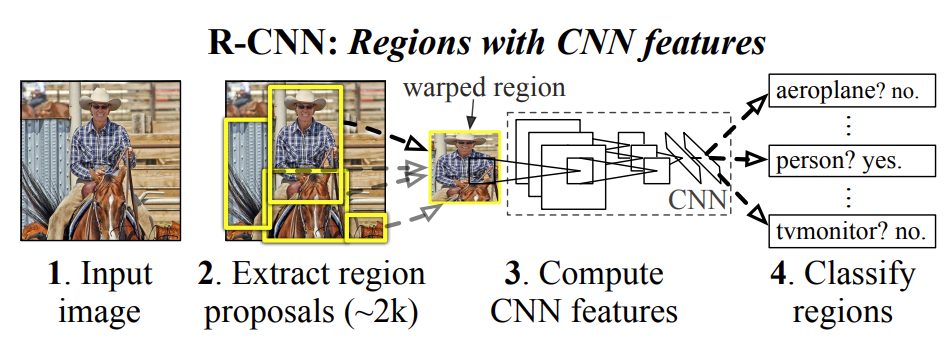 R-CNN: Regions with CNN features
warped region
aeroplane? no.
⋮
person? yes.
⋮
tvmonitor? no.
CNN
1. Input
image
2. Extract region
proposals (~2k)
3. Compute
CNN features
4. Classify
regions